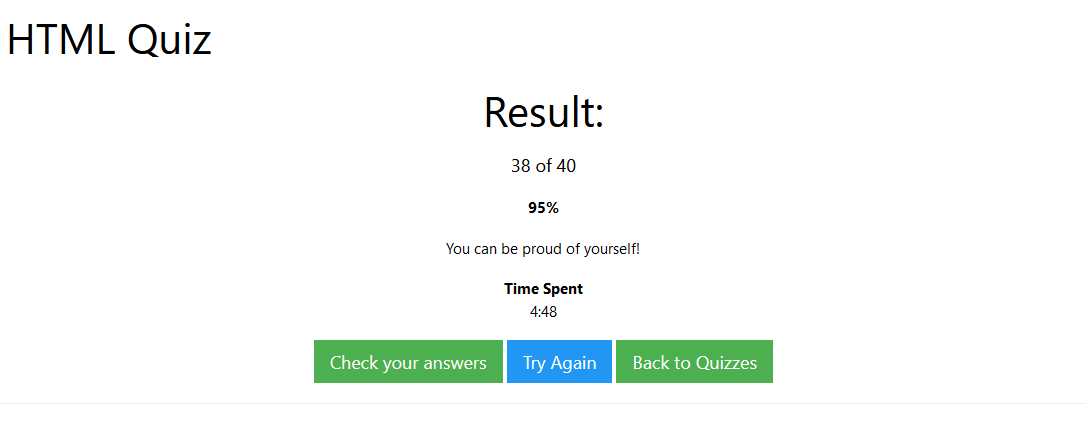 HTML Quiz
Result:
38 of 40
95%
You can be proud of yourself!
Time Spent
4:48
Check your answers Try Again Back to Quizzes